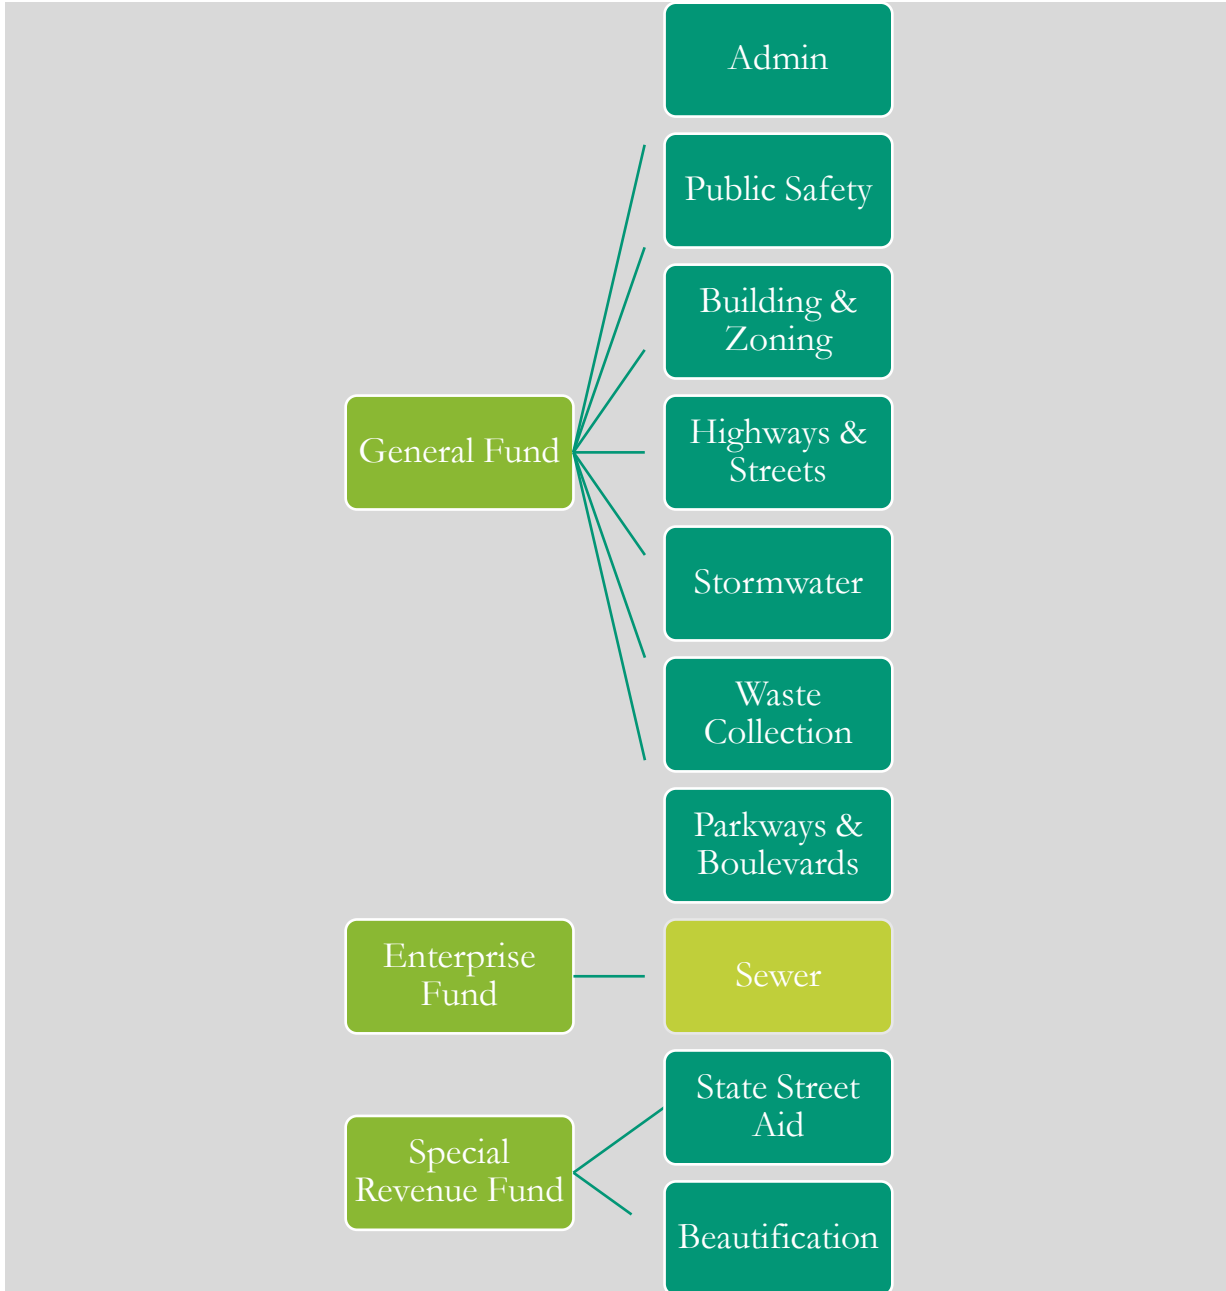 General Fund
Admin
Public Safety
Building &
Zoning
Highways &
Streets
Stormwater
Waste
Collection
Parkways &
Boulevards
Enterprise
Fund
Sewer
Special
Revenue Fund
State Street
Aid
Beautification